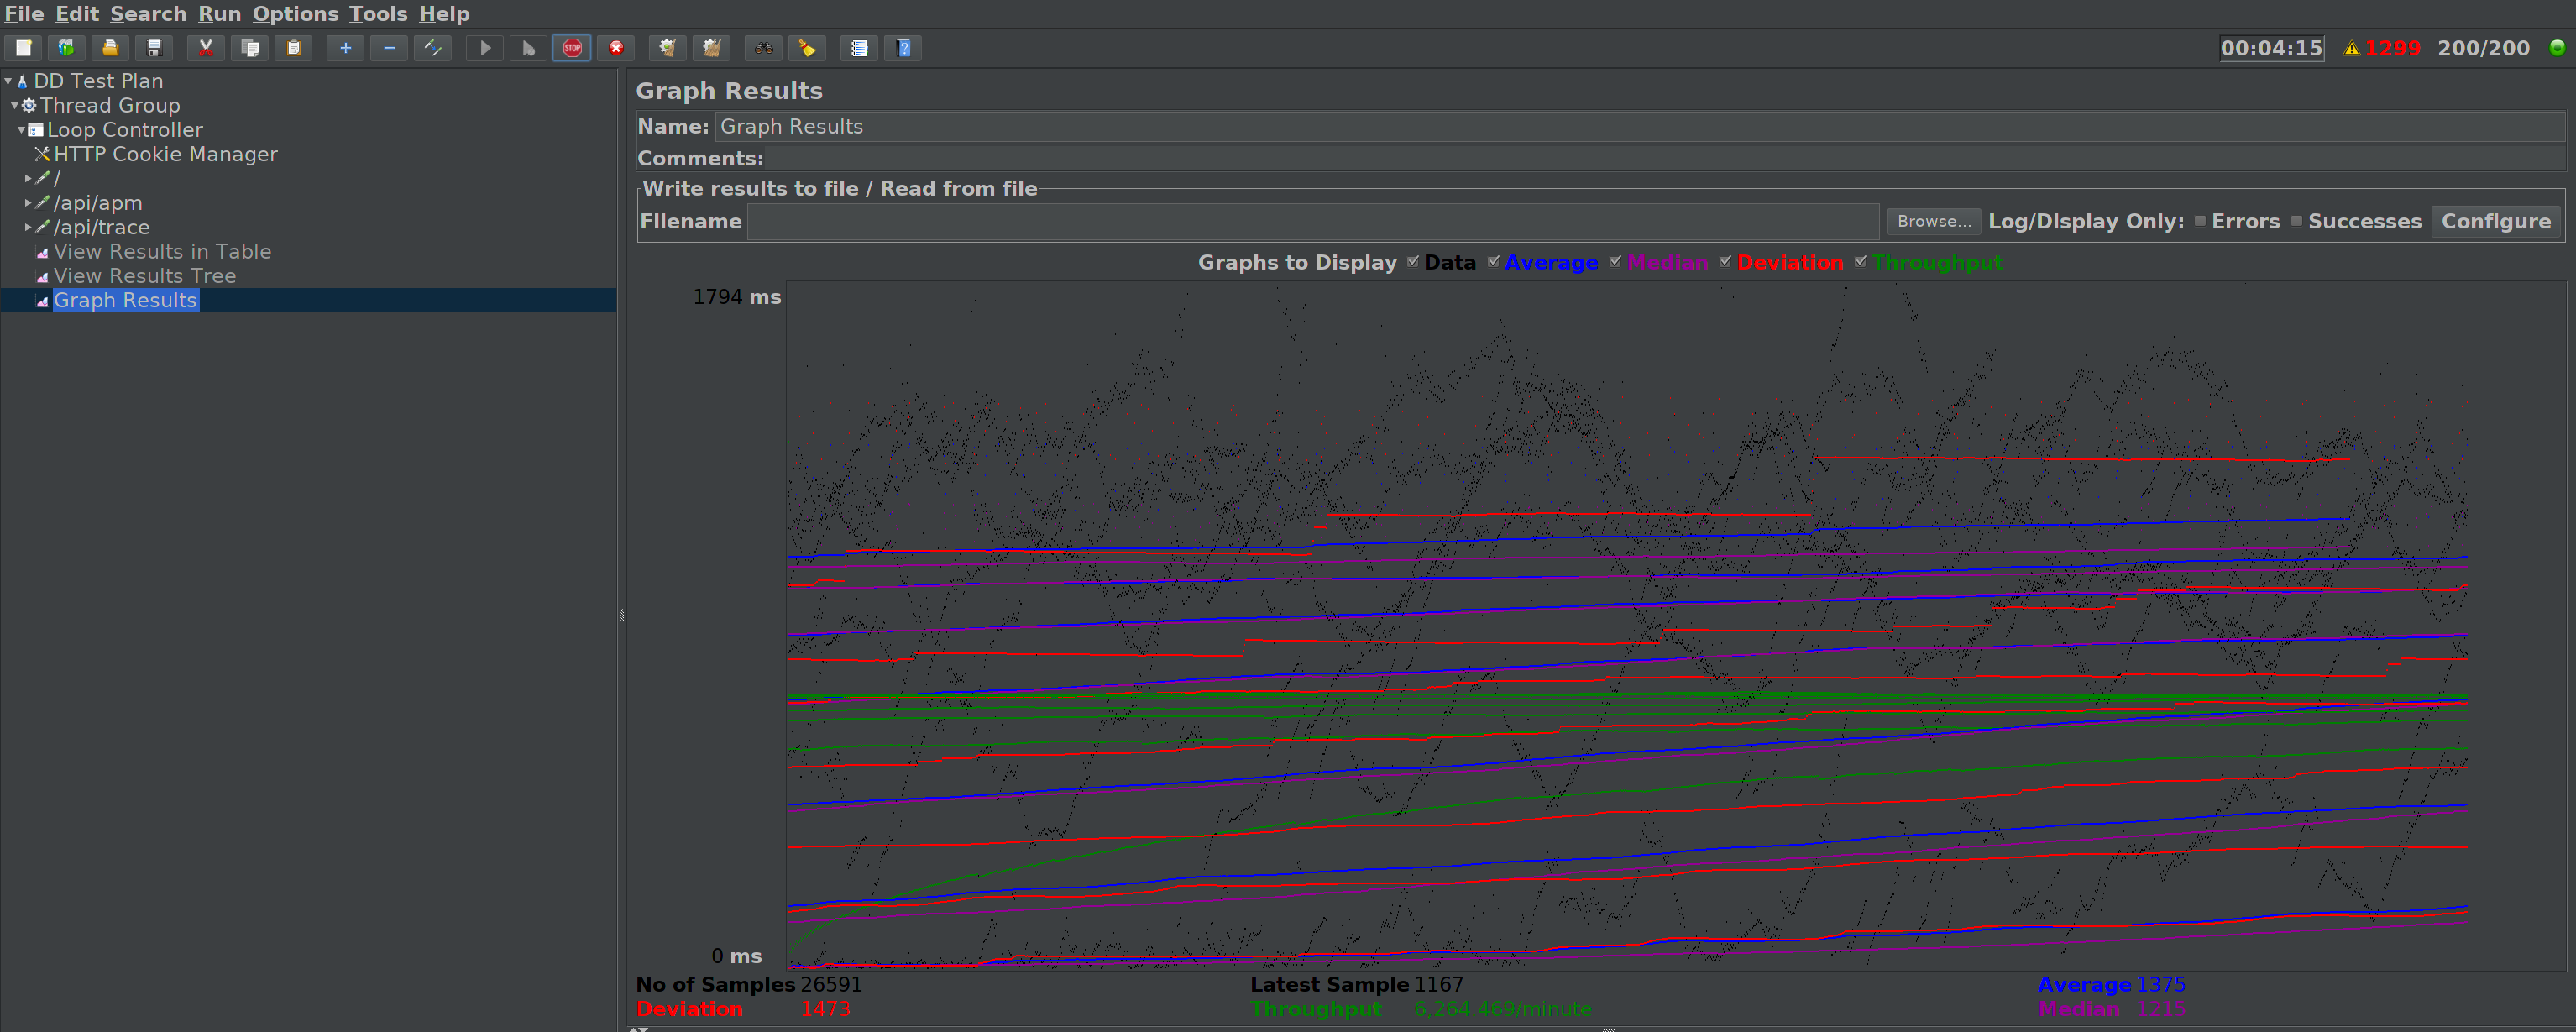 File Edit Search Run Options Tools Help
STOP 00:04:15 1299 200/200
DD Test Plan
Thread Group
Loop Controller
HTTP Cookie Manager
/
/api/apm
/api/trace
View Results in Table
View Results Tree
Graph Results
Graph Results
Name: Graph Results
Comments:
Write results to file / Read from file
Filename Browse... Log/Display Only: Errors Successes Configure
Graphs to Display Data Average Median Deviation Throughput
1794 ms
0 ms
No of Samples 26591 Latest Sample 1167 Average 1375
Deviation 1473 Throughput 6,264.469/minute Median 1215